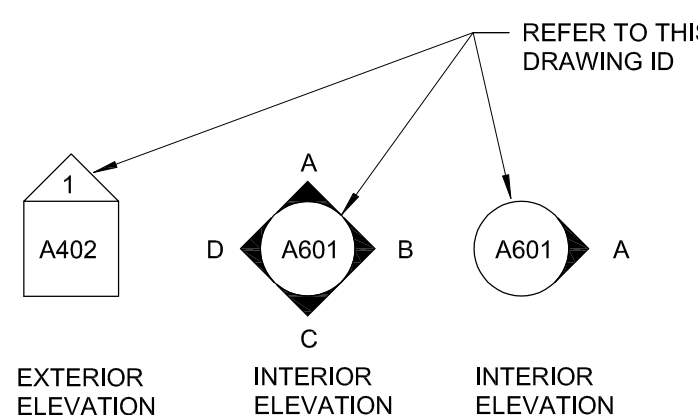 REFER TO THIS
DRAWING ID
1
A402
A
D
A601
B
C
A601
A
EXTERIOR
ELEVATION
INTERIOR
ELEVATION
INTERIOR
ELEVATION